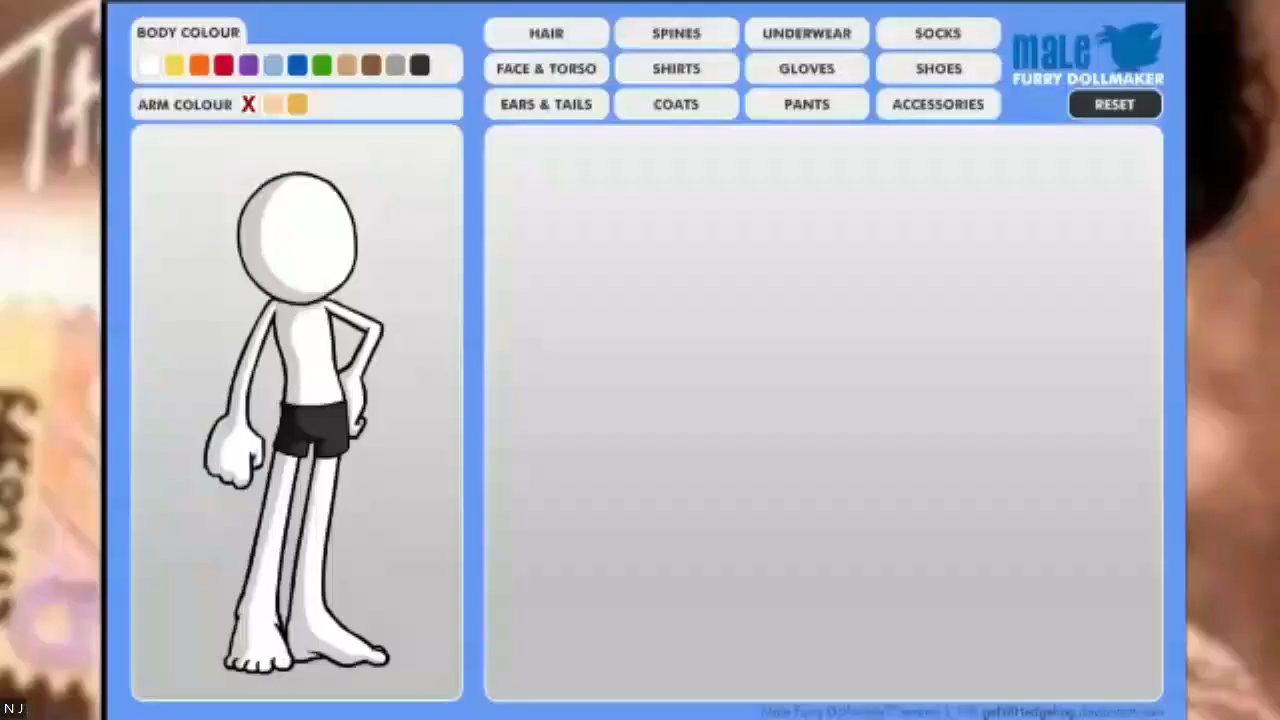 BODY COLOUR
ARM COLOUR X
HAIR
SPINES
UNDERWEAR
SOCKS
FACE & TORSO
SHIRTS
GLOVES
SHOES
EARS & TAILS
COATS
PANTS
ACCESSORIES
male
FURRY DOLLMAKER
RESET
N J